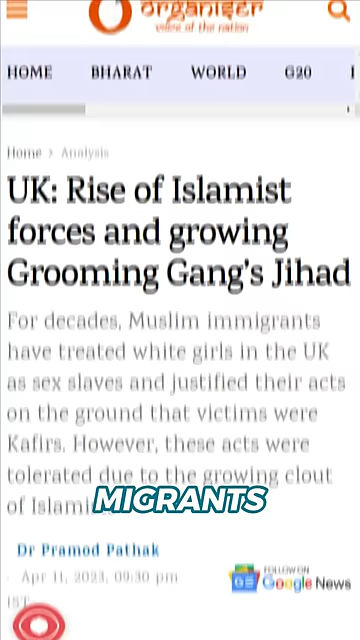 ORGANISER
voice of the nation
HOME BHARAT WORLD G20
Home > Analysis
UK: Rise of Islamist
forces and growing
Grooming Gang's Jihad
For decades, Muslim immigrants
have treated white girls in the UK
as sex slaves and justified their acts
on the ground that victims were
Kafirs. However, these acts were
tolerated due to the growing clout
of Islami
MIGRANTS
Dr Pramod Pathak
Apr 11, 2023, 09:30 pm
IST
FOLLOW ON
Google News